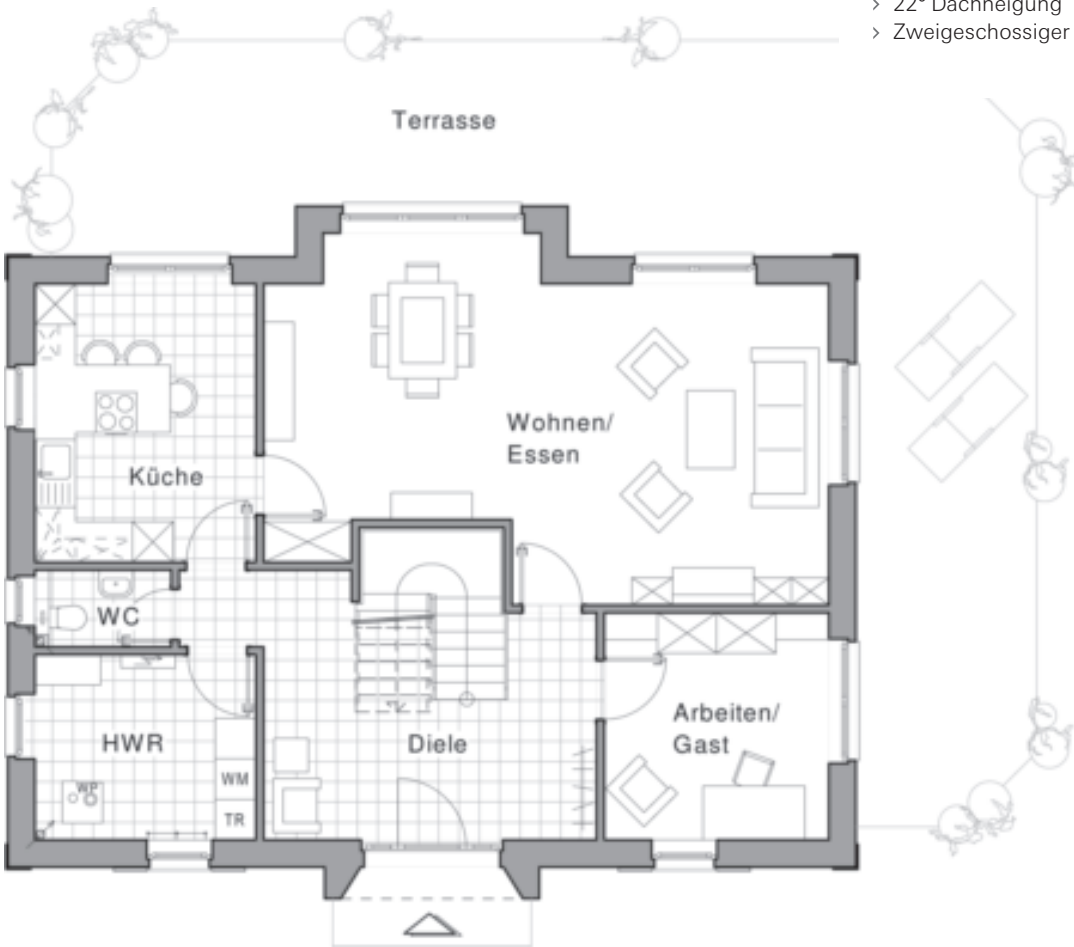 › 22° Dachneigung
› Zweigeschossiger
Terrasse
Wohnen/
Essen
Küche
WC
HWR
Diele
Arbeiten/
Gast
WM
WP
TR